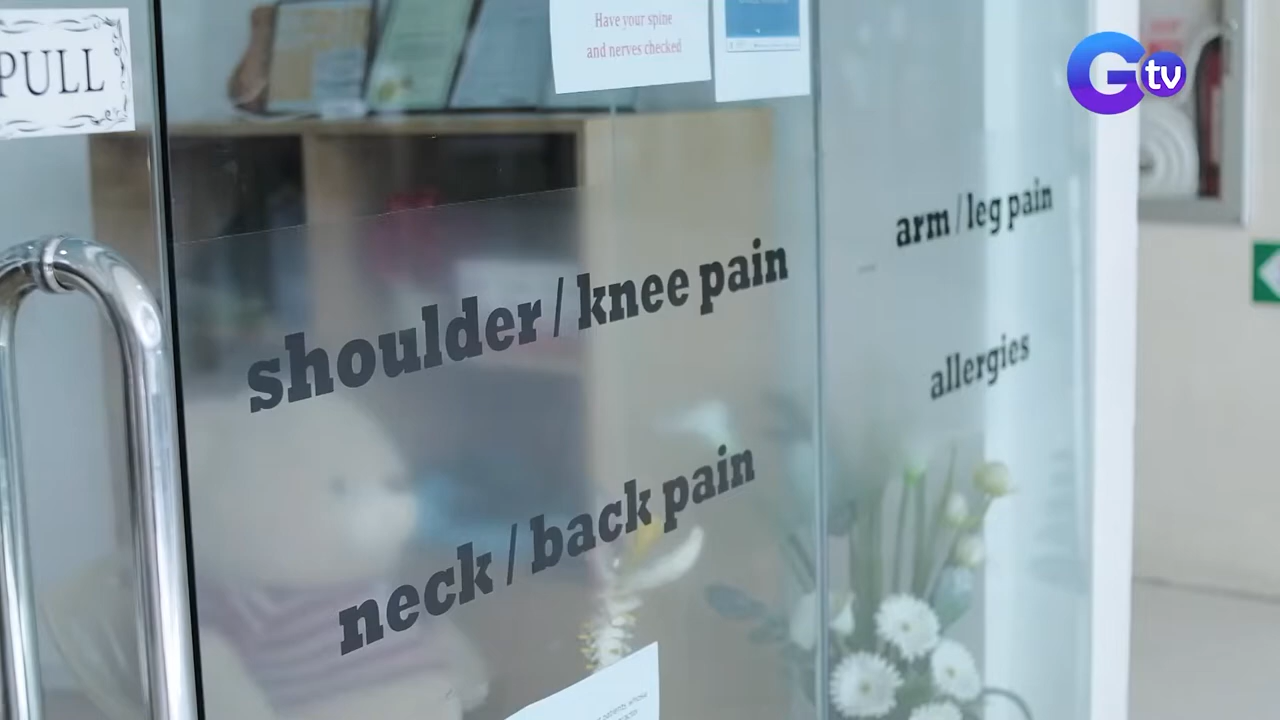 PULL
Have your spine
and nerves checked
Gtv
arm / leg pain
shoulder / knee pain
allergies
neck / back pain